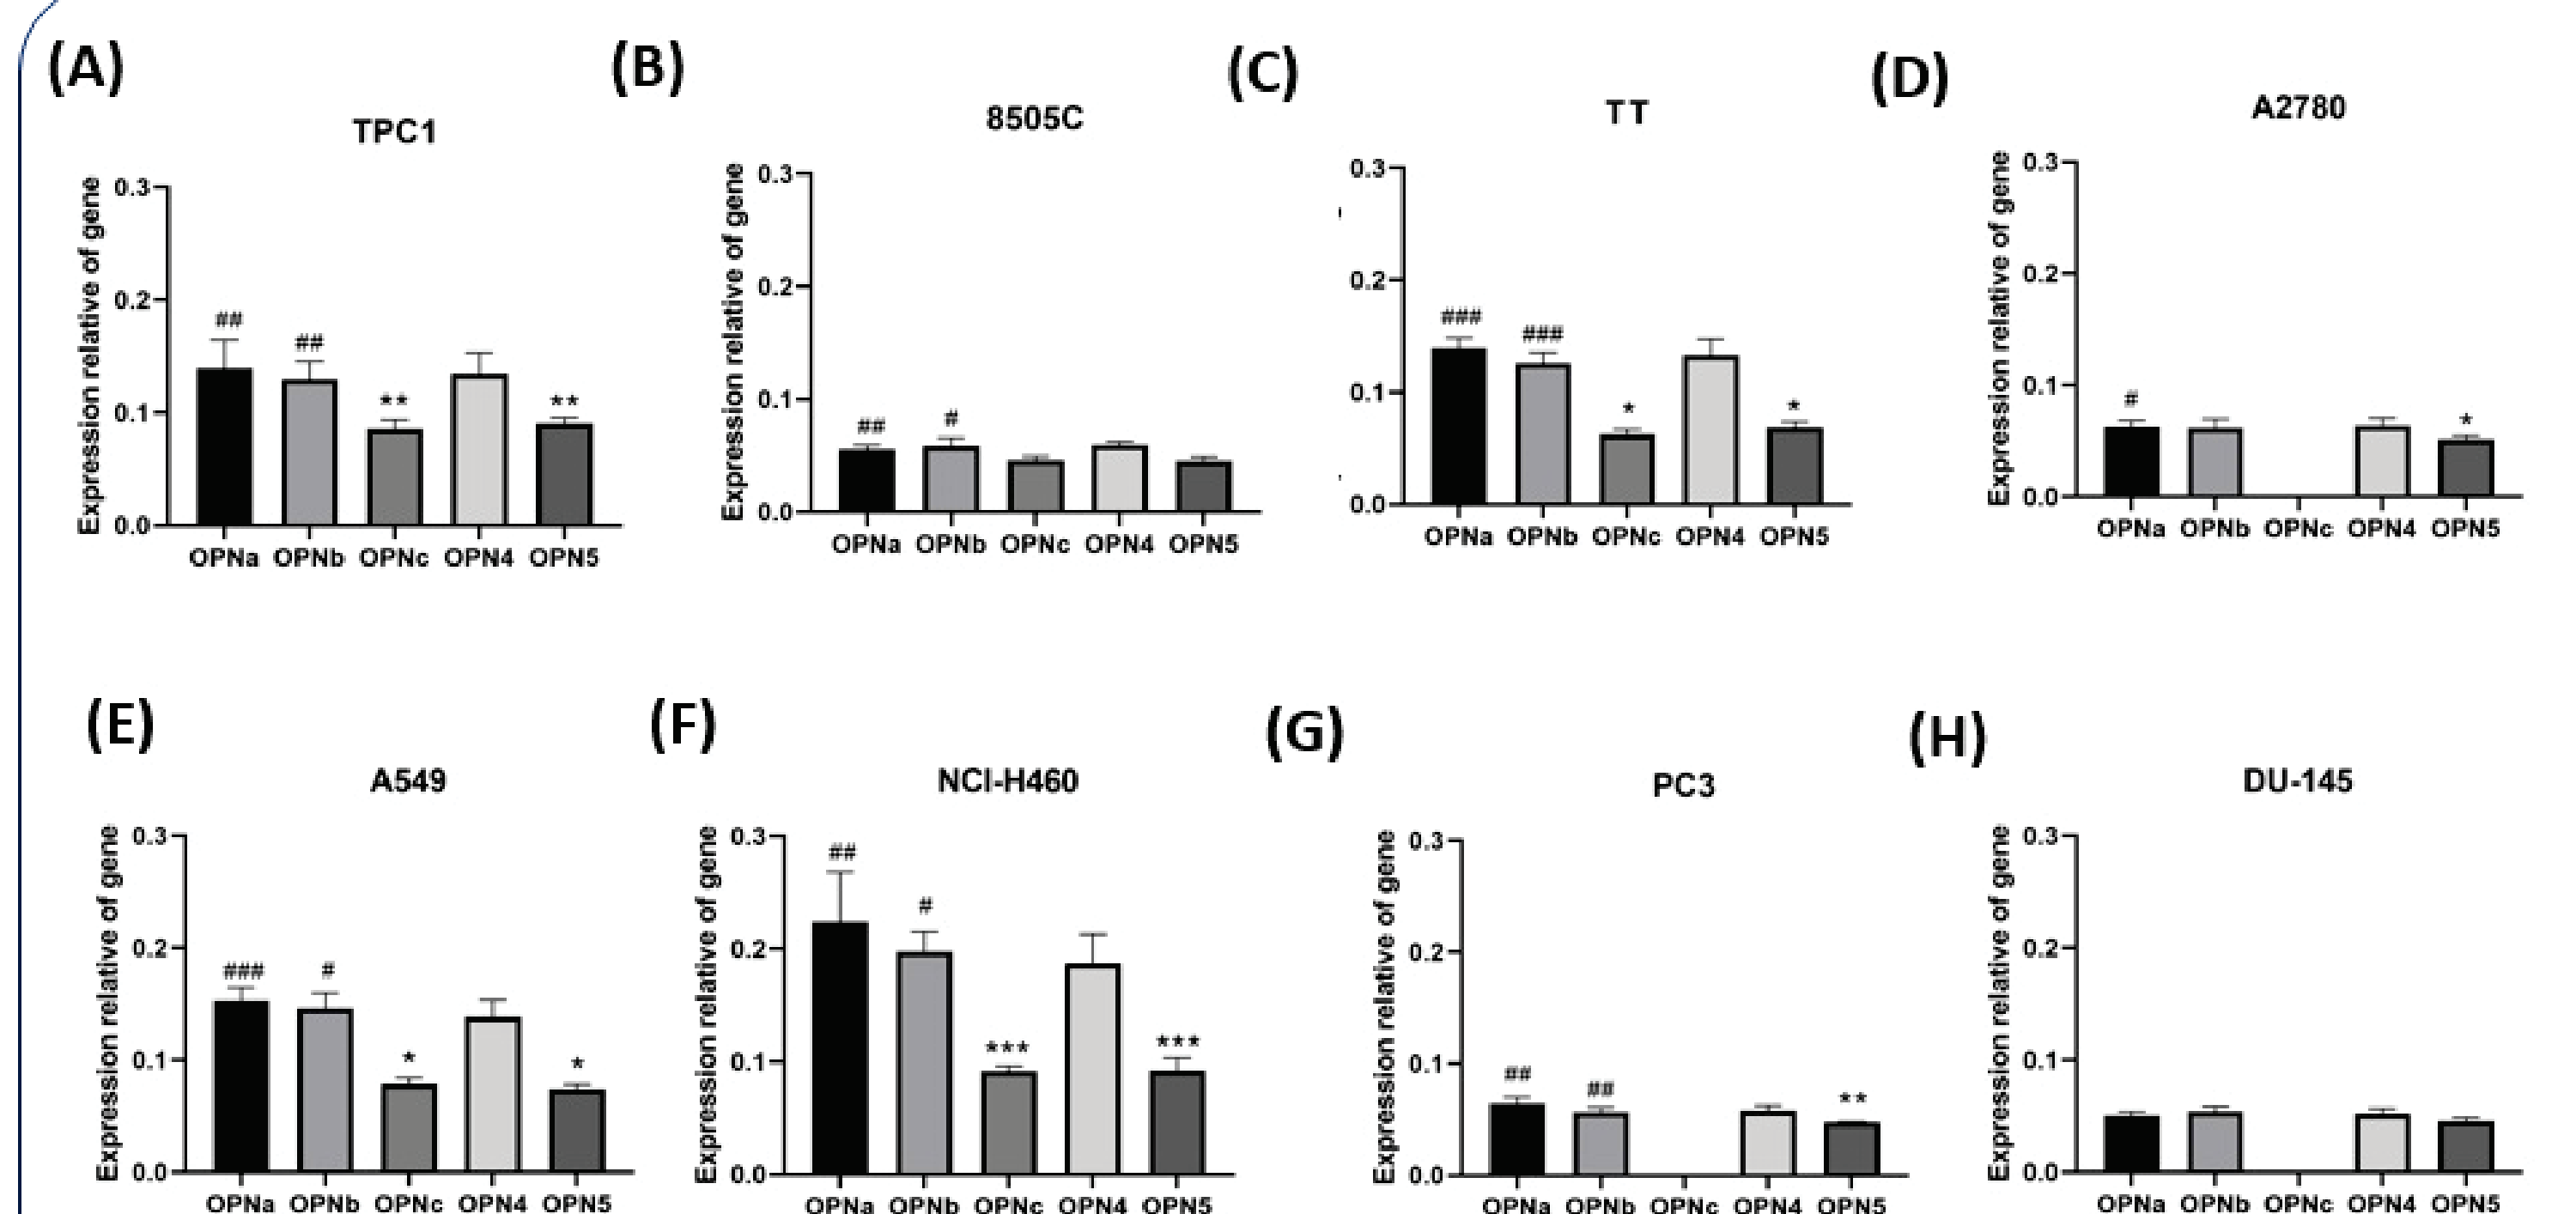 (A)
TPC1
Expression relative of gene
0.3
0.2
0.1
0.0
##
##
**
**
OPNa OPNb OPNc OPN4 OPN5
(B)
8505C
Expression relative of gene
0.3
0.2
0.1
0.0
##
#
OPNa OPNb OPNc OPN4 OPN5
(C)
TT
0.3
0.2
0.1
0.0
###
###
*
*
OPNa OPNb OPNc OPN4 OPN5
(D)
A2780
Expression relative of gene
0.3
0.2
0.1
0.0
#
*
OPNa OPNb OPNc OPN4 OPN5
(E)
A549
Expression relative of gene
0.3
0.2
0.1
0.0
###
#
*
*
OPNa OPNb OPNc OPN4 OPN5
(F)
NCI-H460
Expression relative of gene
0.3
0.2
0.1
0.0
##
#
***
***
OPNa OPNb OPNc OPN4 OPN5
(G)
PC3
Expression relative of gene
0.3
0.2
0.1
0.0
##
##
**
OPNa OPNb OPNc OPN4 OPN5
(H)
DU-145
Expression relative of gene
0.3
0.2
0.1
0.0
OPNa OPNb OPNc OPN4 OPN5